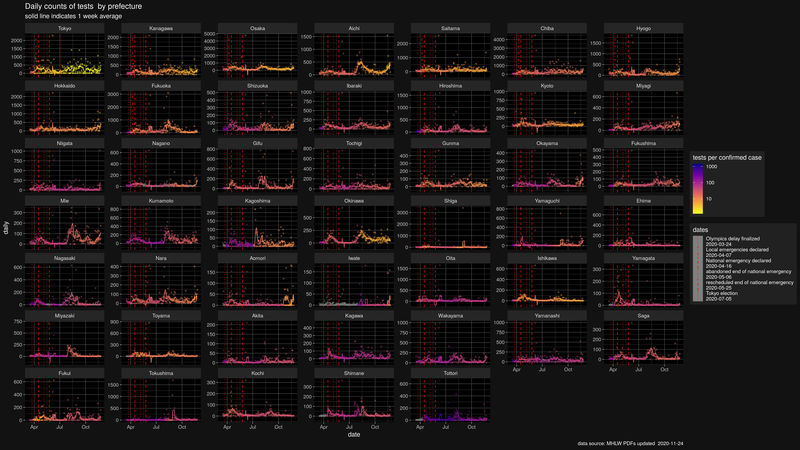 Daily counts of tests by prefecture
solid line indicates 1 week average
Tokyo Kanagawa Osaka Aichi Saitama Chiba Hyogo
Hokkaido Fukuoka Shizuoka Ibaraki Hiroshima Kyoto Miyagi
Niigata Nagano Gifu Tochigi Gunma Okayama Fukushima
Mie Kumamoto Kagoshima Okinawa Shiga Yamaguchi Ehime
Nagasaki Nara Aomori Iwate Oita Ishikawa Yamagata
Miyazaki Toyama Akita Kagawa Wakayama Yamanashi Saga
Fukui Tokushima Kochi Shimane Tottori
Apr Jul Oct Apr Jul Oct Apr Jul Oct Apr Jul Oct Apr Jul Oct Apr Jul Oct Apr Jul Oct
daily
date
tests per confirmed case
1000
100
10
dates
Olympics delay finalized
2020-03-24
Local emergencies declared
2020-04-07
National emergency declared
2020-04-16
abandoned end of national emergency
2020-05-06
rescheduled end of national emergency
2020-05-25
Tokyo election
2020-07-05
data source: MHLW PDFs updated 2020-11-24